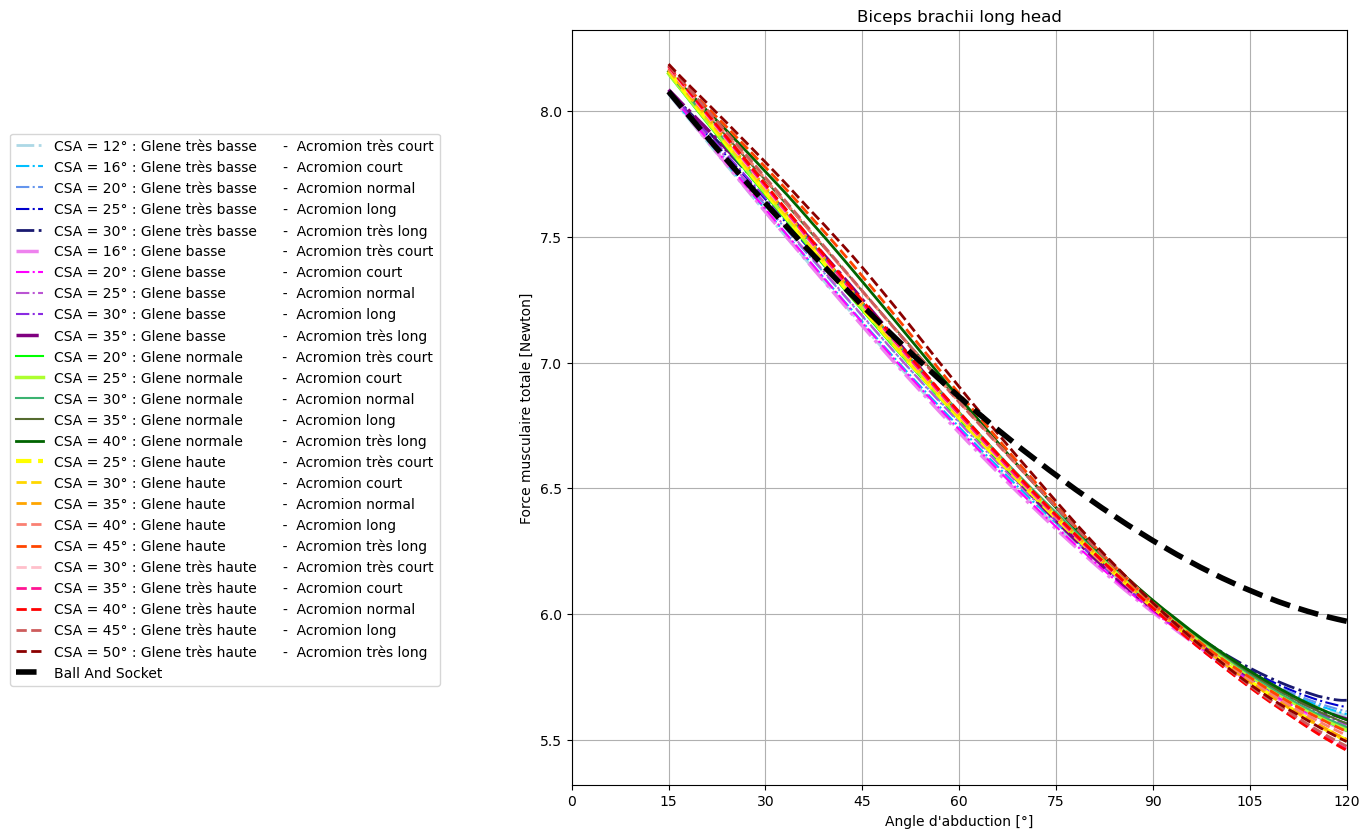 Biceps brachii long head
CSA = 12° : Glene très basse - Acromion très court
CSA = 16° : Glene très basse - Acromion court
CSA = 20° : Glene très basse - Acromion normal
CSA = 25° : Glene très basse - Acromion long
CSA = 30° : Glene très basse - Acromion très long
CSA = 16° : Glene basse - Acromion très court
CSA = 20° : Glene basse - Acromion court
CSA = 25° : Glene basse - Acromion normal
CSA = 30° : Glene basse - Acromion long
CSA = 35° : Glene basse - Acromion très long
CSA = 20° : Glene normale - Acromion très court
CSA = 25° : Glene normale - Acromion court
CSA = 30° : Glene normale - Acromion normal
CSA = 35° : Glene normale - Acromion long
CSA = 40° : Glene normale - Acromion très long
CSA = 25° : Glene haute - Acromion très court
CSA = 30° : Glene haute - Acromion court
CSA = 35° : Glene haute - Acromion normal
CSA = 40° : Glene haute - Acromion long
CSA = 45° : Glene haute - Acromion très long
CSA = 30° : Glene très haute - Acromion très court
CSA = 35° : Glene très haute - Acromion court
CSA = 40° : Glene très haute - Acromion normal
CSA = 45° : Glene très haute - Acromion long
CSA = 50° : Glene très haute - Acromion très long
Ball And Socket
Force musculaire totale [Newton]
8.0
7.5
7.0
6.5
6.0
5.5
0 15 30 45 60 75 90 105 120
Angle d'abduction [°]